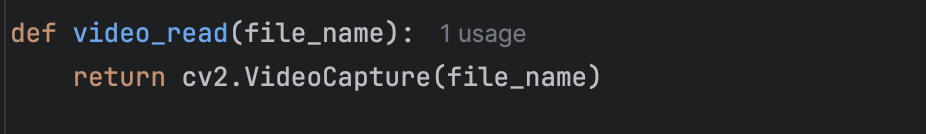 def video_read(file_name): 1 usage
    return cv2.VideoCapture(file_name)